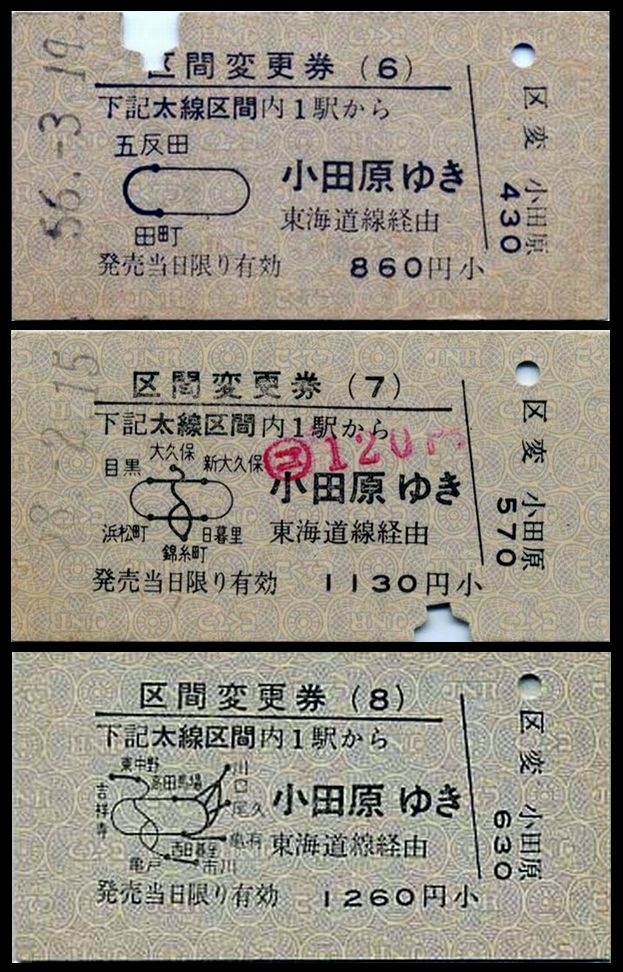 56.-3 19.
区間変更券 (6)
下記太線区間内1駅から
五反田
田町
小田原ゆき
東海道線経由
発売当日限り有効 860円小
区変 小田原
430
-2.15
区間変更券 (7)
下記太線区間内1駅から
大久保
目黒
新大久保
浜松町
日暮里
錦糸町
㋙120円
小田原ゆき
東海道線経由
発売当日限り有効 1130円小
区変 小田原
570
区間変更券 (8)
下記太線区間内1駅から
東中野
高田馬場
川口
吉祥寺
尾久
亀有
西日暮里
亀戸
市川
小田原ゆき
東海道線経由
発売当日限り有効 1260円小
区変 小田原
630